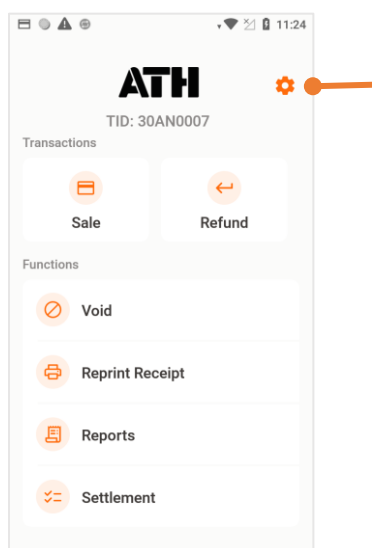 11:24
ATH
TID: 30AN0007
Transactions
Sale Refund
Functions
Void
Reprint Receipt
Reports
Settlement